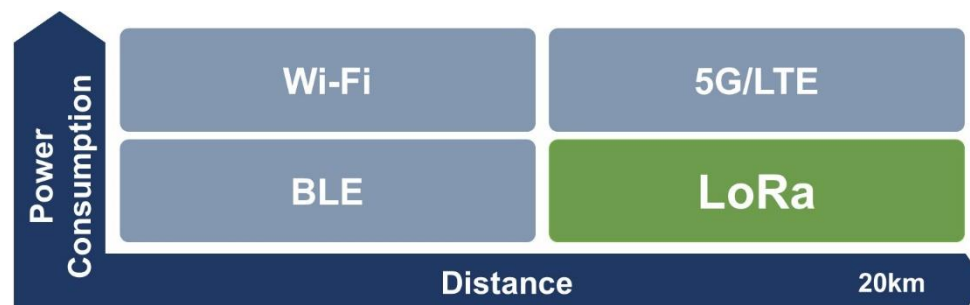 Power
Consumption
Wi-Fi
5G/LTE
BLE
LoRa
Distance
20km